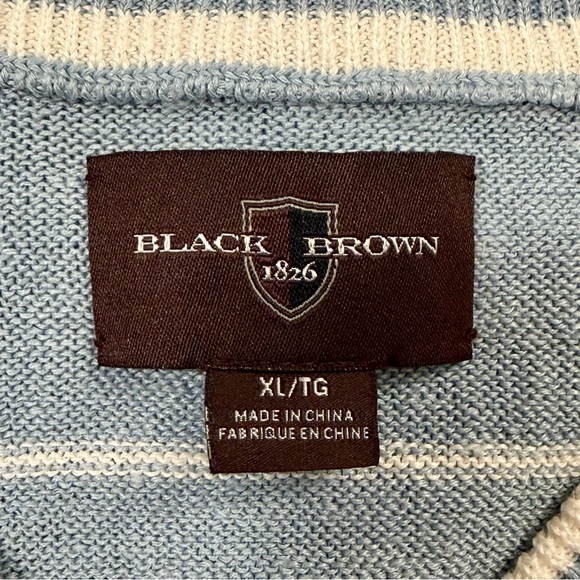 BLACK BROWN
1826
XL/TG
MADE IN CHINA
FABRIQUE EN CHINE